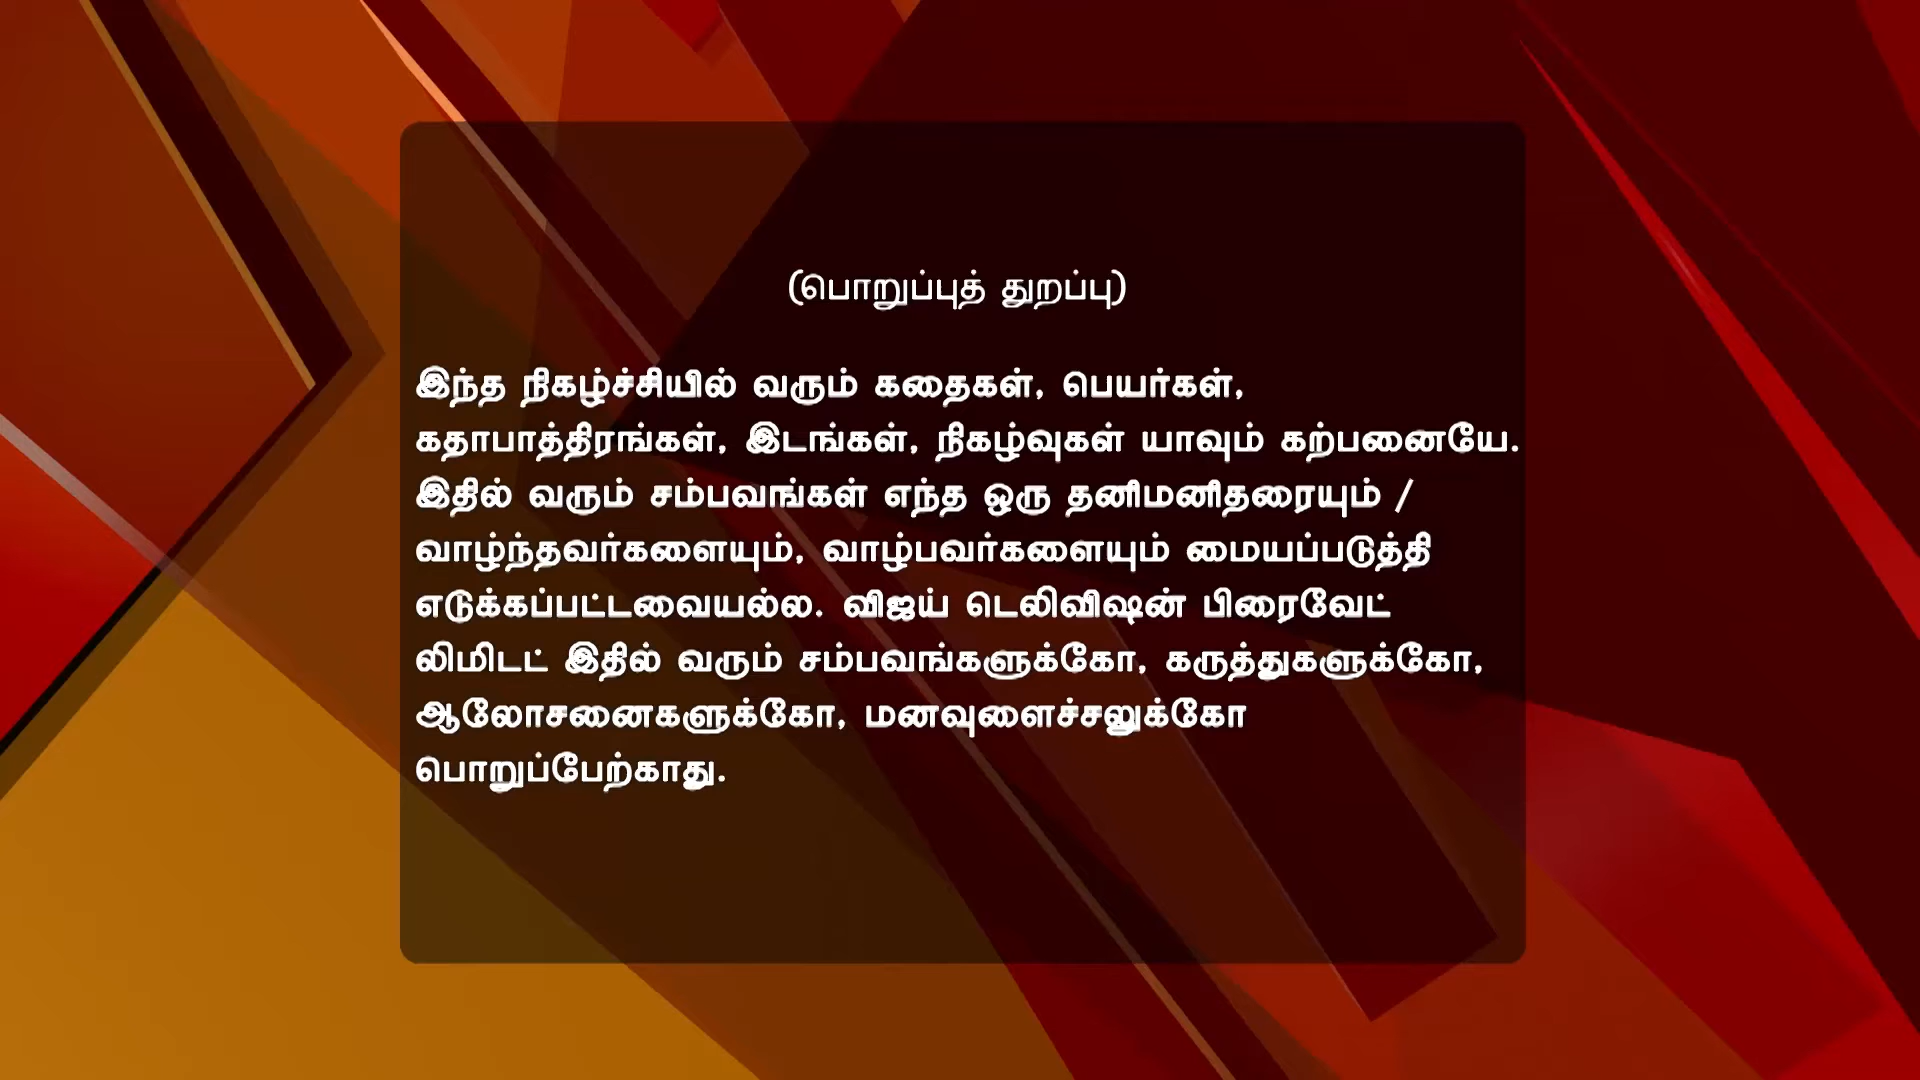 (பொறுப்புத் துறப்பு)
இந்த நிகழ்ச்சியில் வரும் கதைகள், பெயர்கள்,
கதாபாத்திரங்கள், இடங்கள், நிகழ்வுகள் யாவும் கற்பனையே.
இதில் வரும் சம்பவங்கள் எந்த ஒரு தனிமனிதரையும் /
வாழ்ந்தவர்களையும், வாழ்பவர்களையும் மையப்படுத்தி
எடுக்கப்பட்டவையல்ல. விஜய் டெலிவிஷன் பிரைவேட்
லிமிடட் இதில் வரும் சம்பவங்களுக்கோ, கருத்துகளுக்கோ,
ஆலோசனைகளுக்கோ, மனவுளைச்சலுக்கோ
பொறுப்பேற்காது.